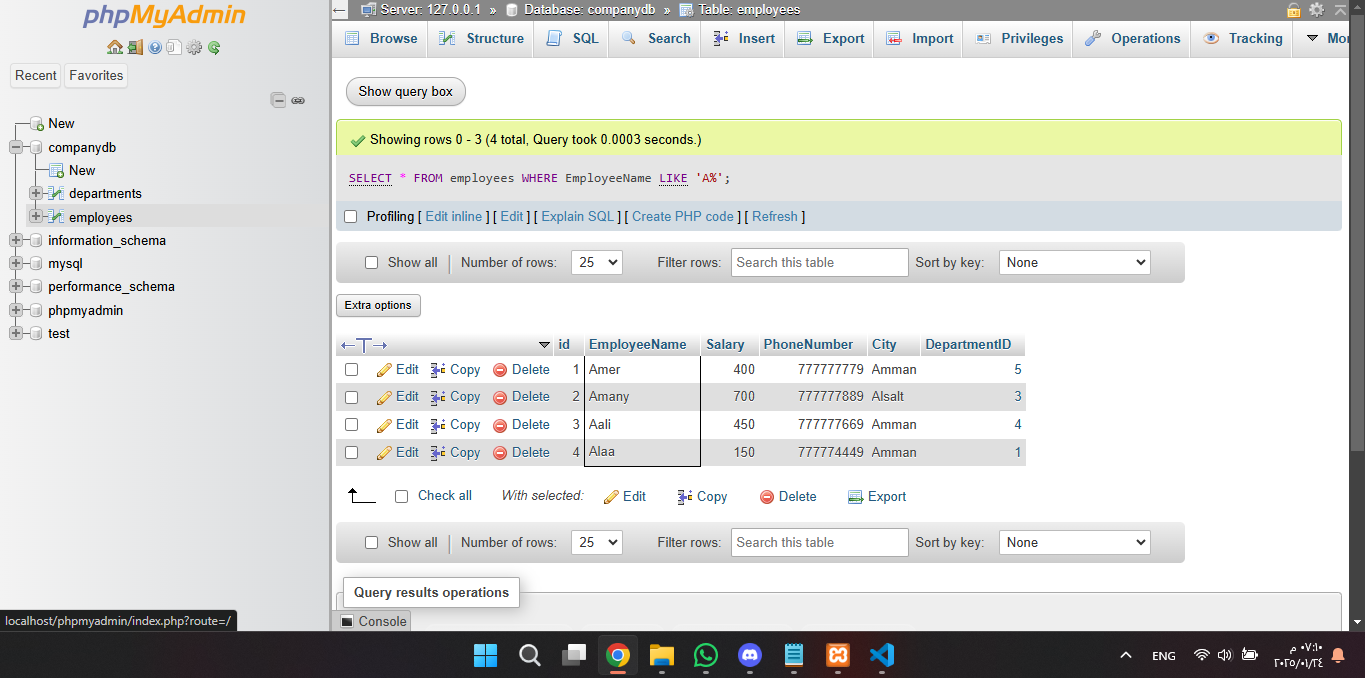 phpMyAdmin
Recent Favorites
New
companydb
New
departments
employees
information_schema
mysql
performance_schema
phpmyadmin
test
localhost/phpmyadmin/index.php?route=/
Server: 127.0.0.1 » Database: companydb » Table: employees
Browse Structure SQL Search Insert Export Import Privileges Operations Tracking Mor
Show query box
Showing rows 0 - 3 (4 total, Query took 0.0003 seconds.)
SELECT * FROM employees WHERE EmployeeName LIKE 'A%';
Profiling [ Edit inline ] [ Edit ] [ Explain SQL ] [ Create PHP code ] [ Refresh ]
Show all Number of rows: 25 Filter rows: Search this table Sort by key: None
Extra options
←T→ id EmployeeName Salary PhoneNumber City DepartmentID
Edit Copy Delete 1 Amer 400 777777779 Amman 5
Edit Copy Delete 2 Amany 700 777777889 Alsalt 3
Edit Copy Delete 3 Aali 450 777777669 Amman 4
Edit Copy Delete 4 Alaa 150 777774449 Amman 1
Check all With selected: Edit Copy Delete Export
Show all Number of rows: 25 Filter rows: Search this table Sort by key: None
Query results operations
Console
ENG
٠٧:١٠ م
٢٠٢٥/٠١/٢٤